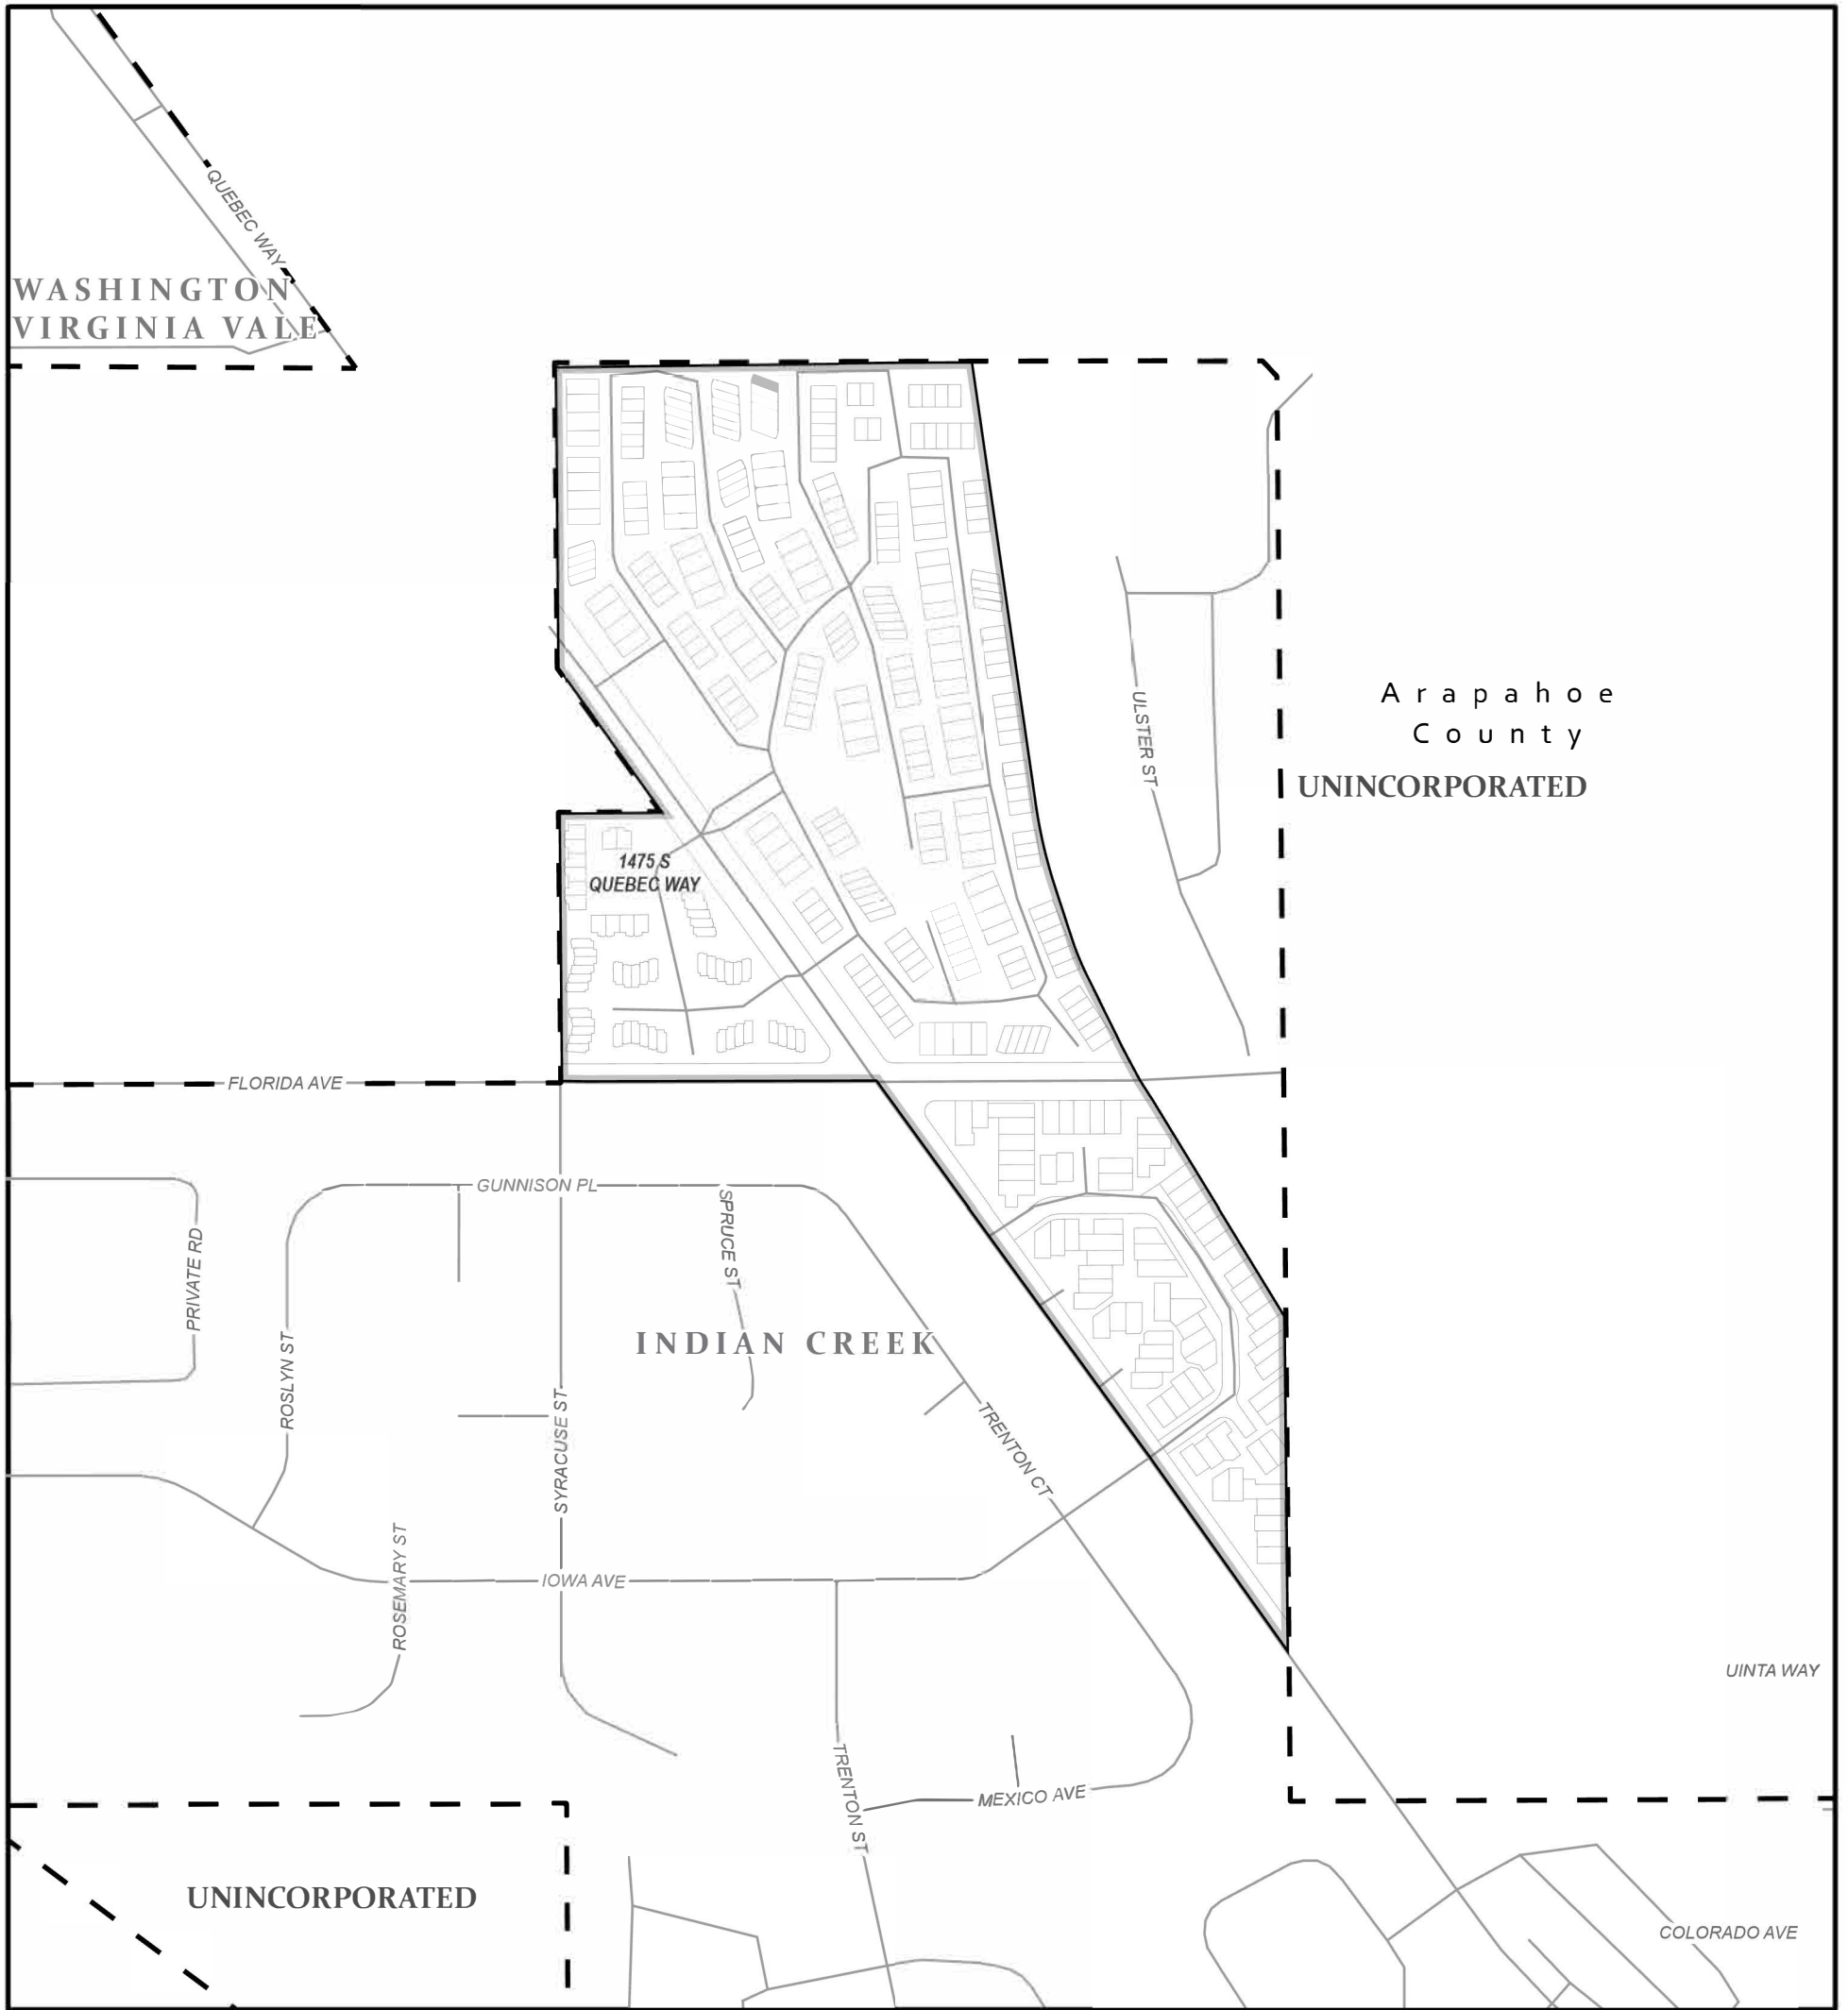 QUEBEC WAY
WASHINGTON
VIRGINIA VALE
Arapahoe
County
ULSTER ST
UNINCORPORATED
1475 S
QUEBEC WAY
FLORIDA AVE
GUNNISON PL
SPRUCE ST
PRIVATE RD
INDIAN CREEK
ROSLYN ST
SYRACUSE ST
TRENTON CT
ROSEMARY ST
IOWA AVE
UINTA WAY
TRENTON ST
MEXICO AVE
UNINCORPORATED
COLORADO AVE